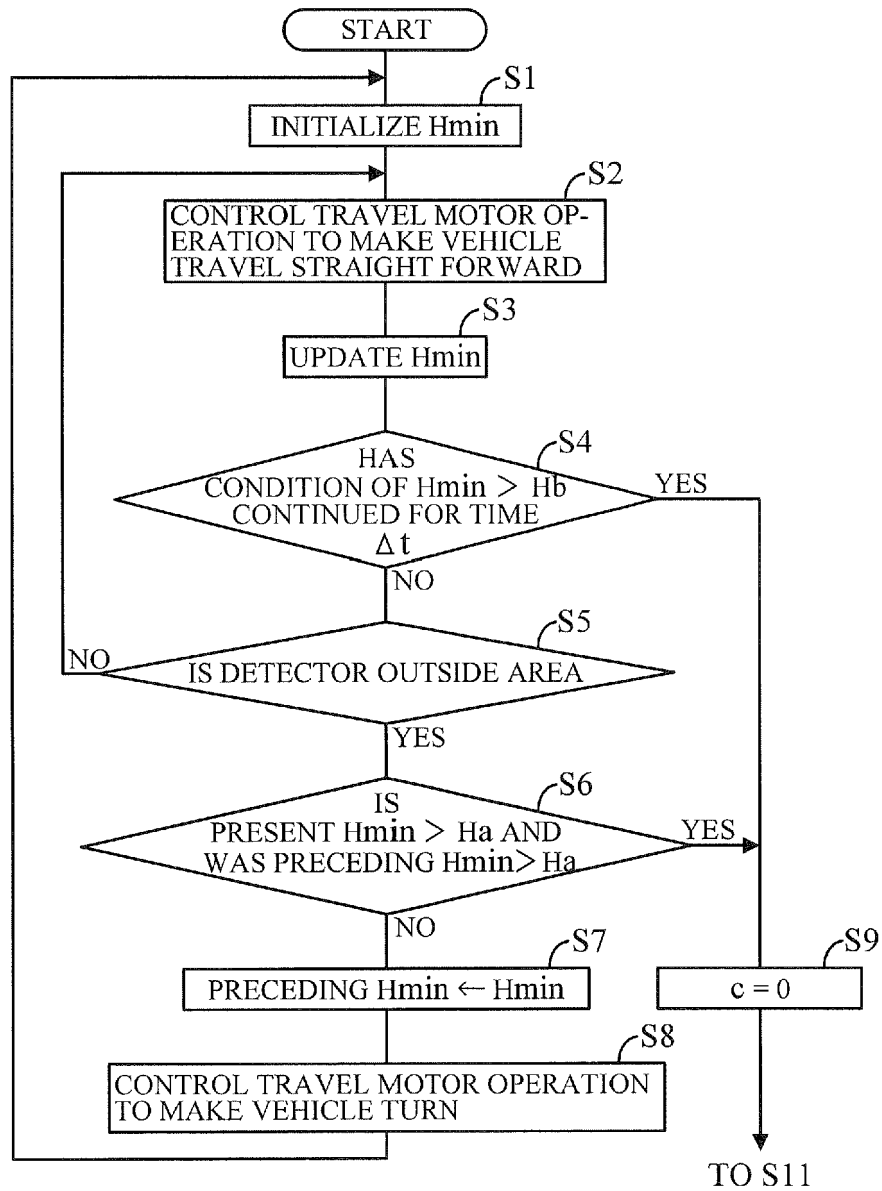 START
S1
INITIALIZE Hmin
S2
CONTROL TRAVEL MOTOR OP-
ERATION TO MAKE VEHICLE
TRAVEL STRAIGHT FORWARD
S3
UPDATE Hmin
S4
HAS
CONDITION OF Hmin > Hb
CONTINUED FOR TIME
Δt
YES
NO
S5
NO
IS DETECTOR OUTSIDE AREA
YES
S6
IS
PRESENT Hmin > Ha AND
WAS PRECEDING Hmin> Ha
YES
NO
S7
PRECEDING Hmin ← Hmin
S9
c = 0
S8
CONTROL TRAVEL MOTOR OPERATION
TO MAKE VEHICLE TURN
TO S11